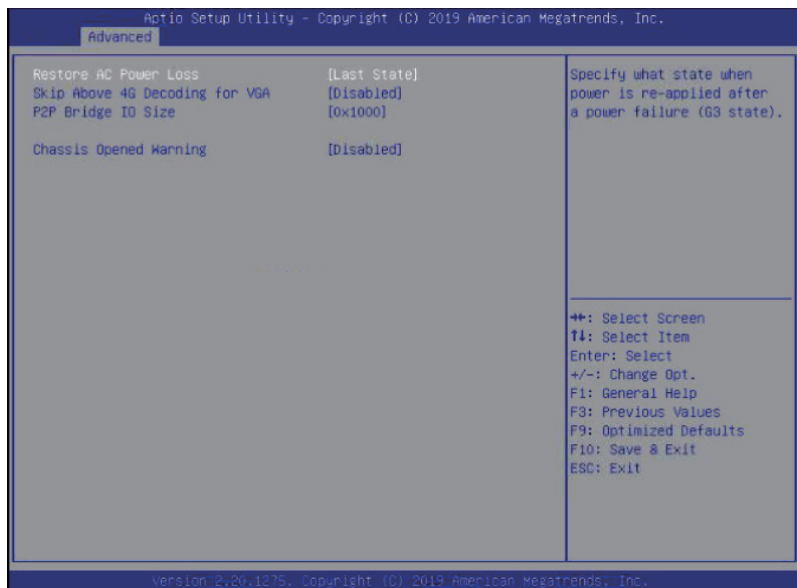 Aptio Setup Utility - Copyright (C) 2019 American Megatrends, Inc.
Advanced
Restore AC Power Loss [Last State]
Skip Above 4G Decoding for VGA [Disabled]
P2P Bridge IO Size [0x1000]
Chassis Opened Warning [Disabled]
Specify what state when
power is re-applied after
a power failure (G3 state).
→←: Select Screen
↑↓: Select Item
Enter: Select
+/-: Change Opt.
F1: General Help
F3: Previous Values
F9: Optimized Defaults
F10: Save & Exit
ESC: Exit
Version 2.20.1275. Copyright (C) 2019 American Megatrends, Inc.